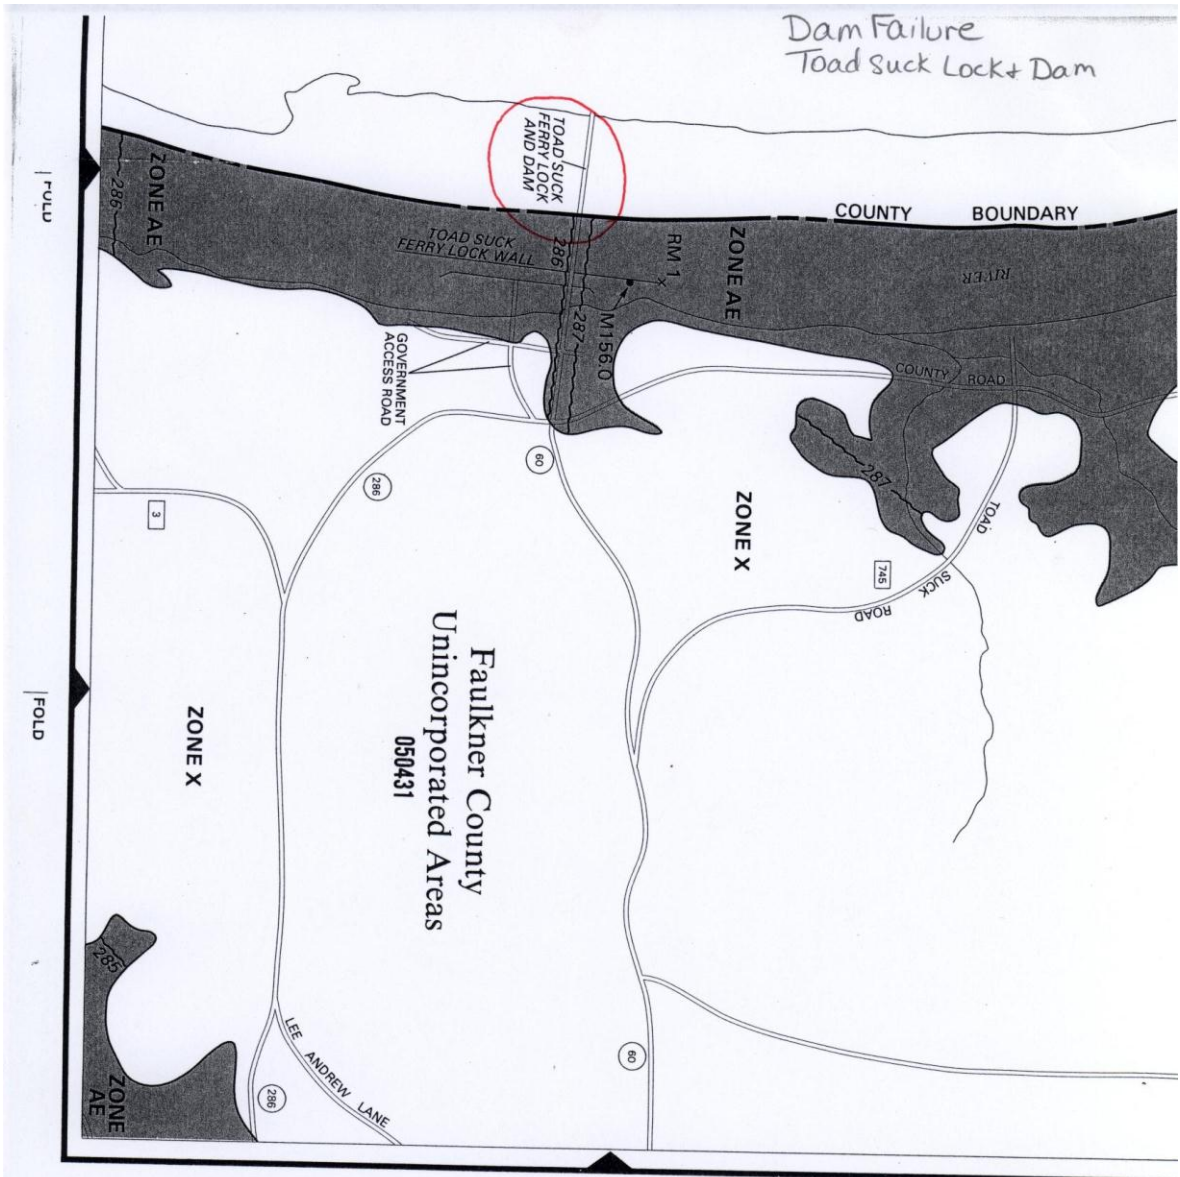 Dam Failure
Toad Suck Lock & Dam
TOAD SUCK
FERRY LOCK
AND DAM
COUNTY BOUNDARY
ZONE AE
286
TOAD SUCK
FERRY LOCK WALL
286
RM 1
ZONE AE
RIVER
287
M156.0
GOVERNMENT
ACCESS ROAD
COUNTY ROAD
FOLD
60
286
287
3
ZONE X
TOAD
SUCK
ROAD
745
Faulkner County
Unincorporated Areas
050431
FOLD
ZONE X
285
ZONE
AE
LEE ANDREW LANE
286
60